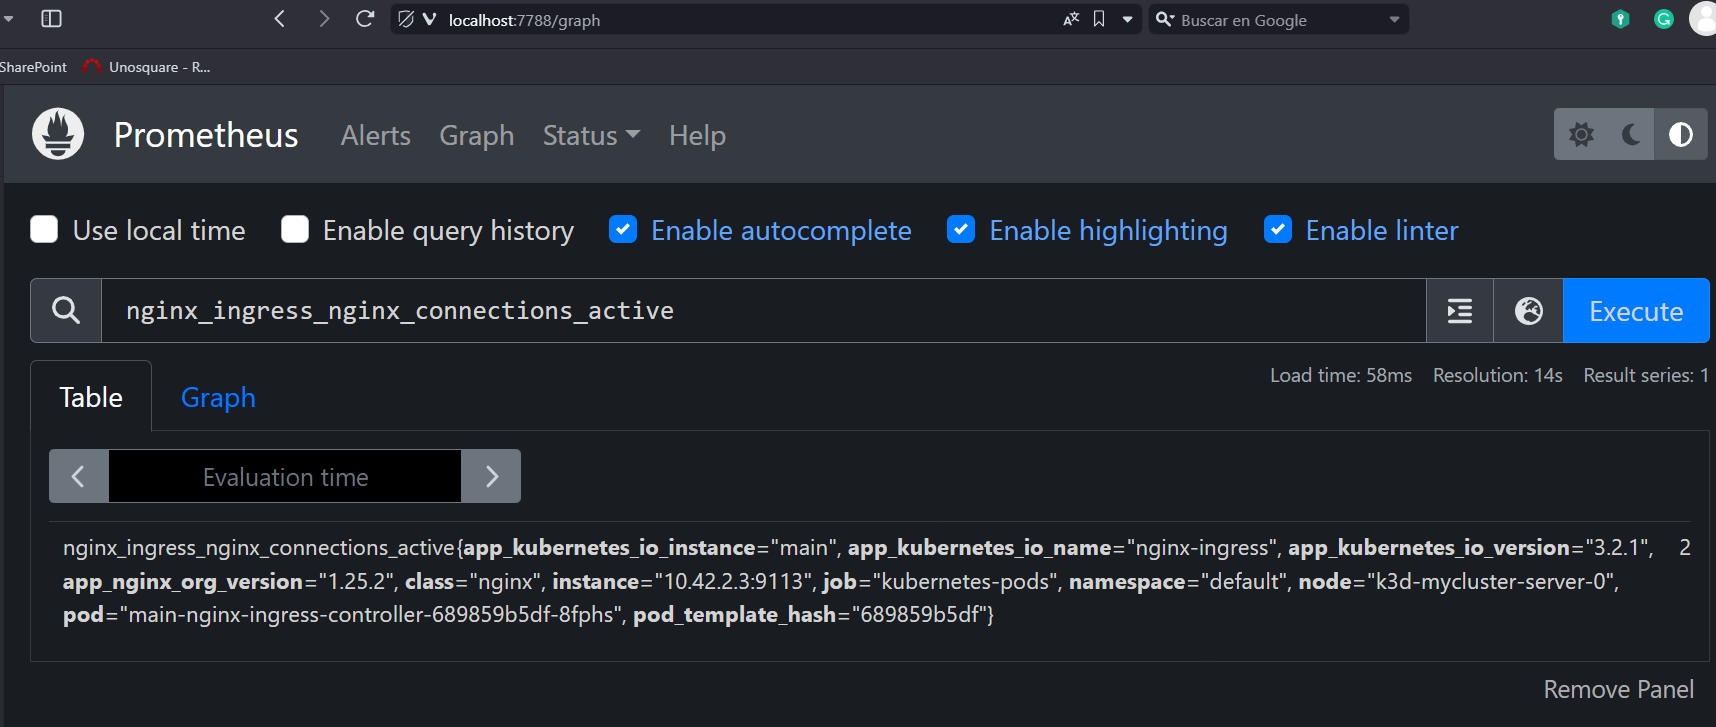 localhost:7788/graph
Buscar en Google
SharePoint
Unosquare - R...
Prometheus Alerts Graph Status Help
Use local time Enable query history Enable autocomplete Enable highlighting Enable linter
nginx_ingress_nginx_connections_active Execute
Table Graph Load time: 58ms Resolution: 14s Result series: 1
Evaluation time
nginx_ingress_nginx_connections_active{app_kubernetes_io_instance="main", app_kubernetes_io_name="nginx-ingress", app_kubernetes_io_version="3.2.1", 2
app_nginx_org_version="1.25.2", class="nginx", instance="10.42.2.3:9113", job="kubernetes-pods", namespace="default", node="k3d-mycluster-server-0",
pod="main-nginx-ingress-controller-689859b5df-8fphs", pod_template_hash="689859b5df"}
Remove Panel